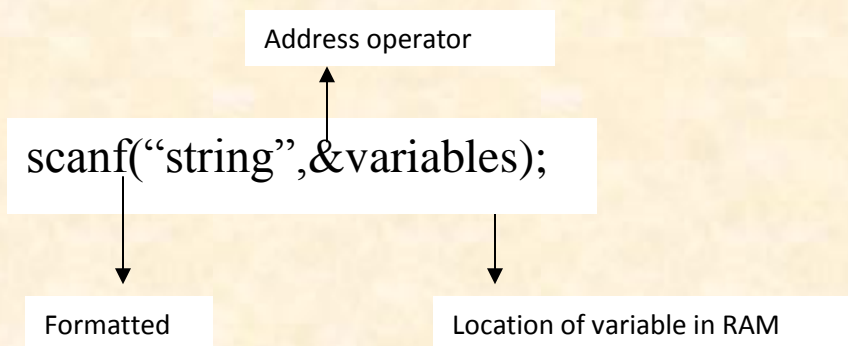 Address operator
scanf(“string”,&variables);
Formatted
Location of variable in RAM